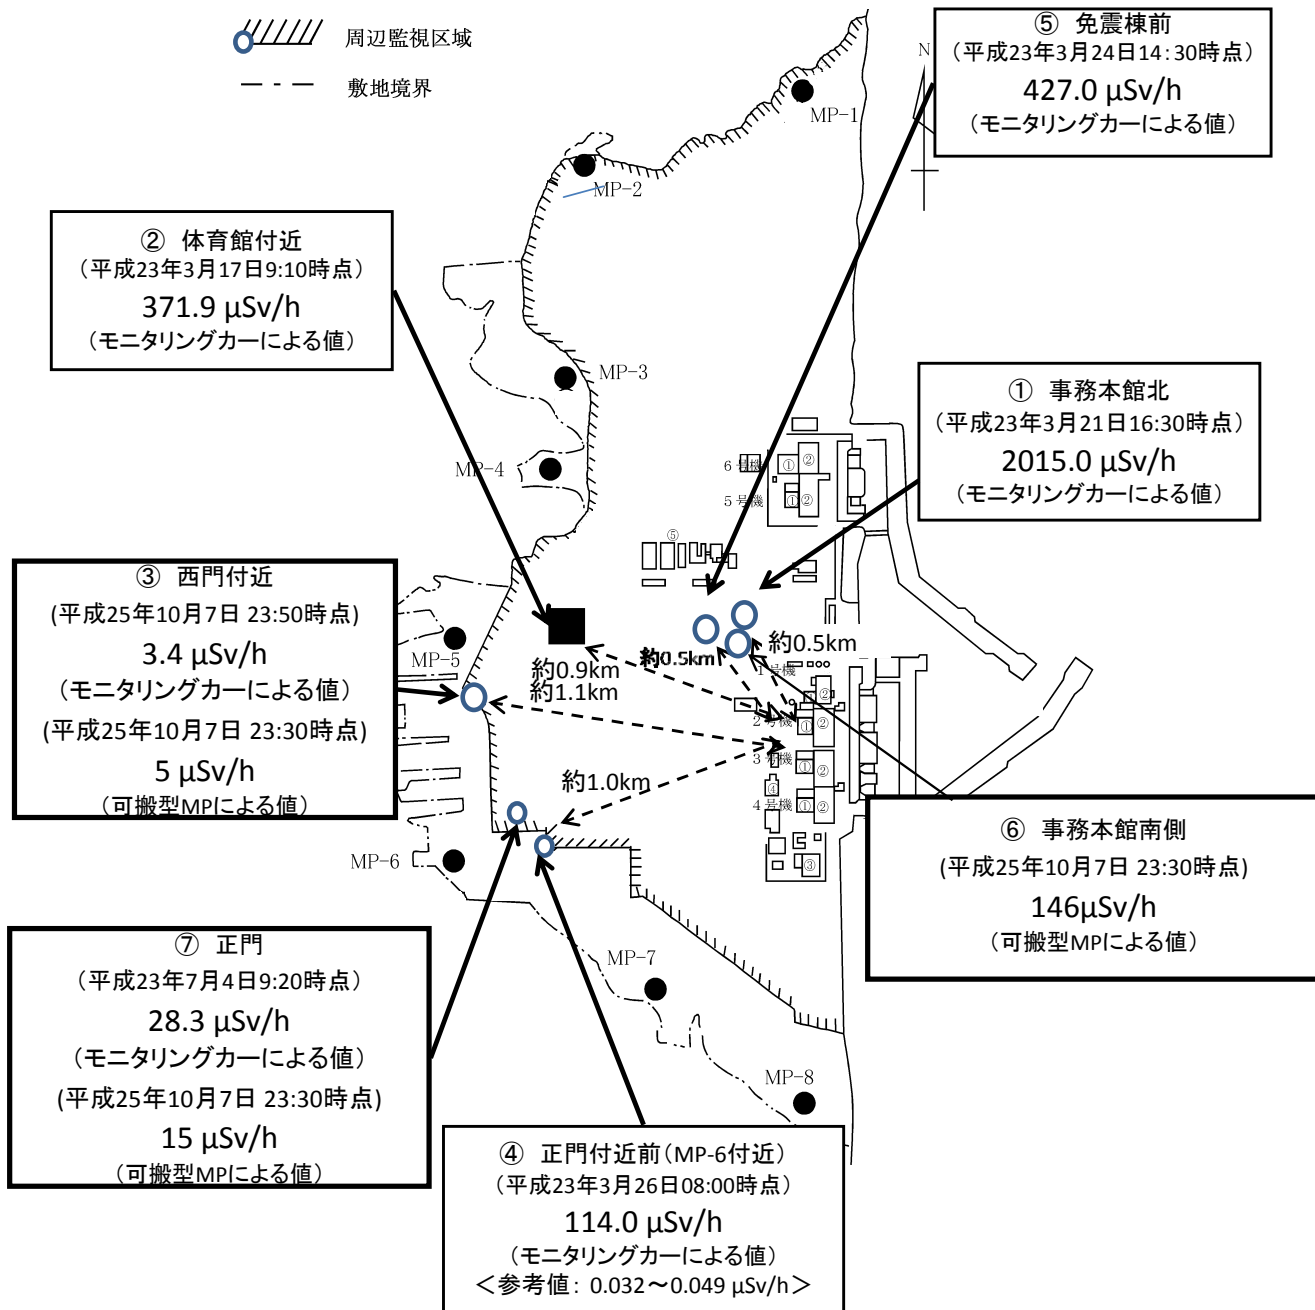 周辺監視区域
敷地境界
N
⑤ 免震棟前
（平成23年3月24日14:30時点）
427.0 μSv/h
（モニタリングカーによる値）
MP-1
MP-2
② 体育館付近
（平成23年3月17日9:10時点）
371.9 μSv/h
（モニタリングカーによる値）
MP-3
① 事務本館北
（平成23年3月21日16:30時点）
2015.0 μSv/h
（モニタリングカーによる値）
MP-4
6号機
①
②
5号機
①
②
⑤
③ 西門付近
(平成25年10月7日 23:50時点)
3.4 μSv/h
（モニタリングカーによる値）
(平成25年10月7日 23:30時点)
5 μSv/h
（可搬型MPによる値）
MP-5
約0.9km
約1.1km
約0.5km
約0.5km
1号機
②
2号機
①
②
3号機
①
②
約1.0km
④
4号機
①
②
③
MP-6
⑥ 事務本館南側
(平成25年10月7日 23:30時点)
146μSv/h
（可搬型MPによる値）
⑦ 正門
（平成23年7月4日9:20時点）
28.3 μSv/h
（モニタリングカーによる値）
(平成25年10月7日 23:30時点)
15 μSv/h
（可搬型MPによる値）
MP-7
MP-8
④ 正門付近前（MP-6付近）
（平成23年3月26日08:00時点）
114.0 μSv/h
（モニタリングカーによる値）
＜参考値: 0.032～0.049 μSv/h＞